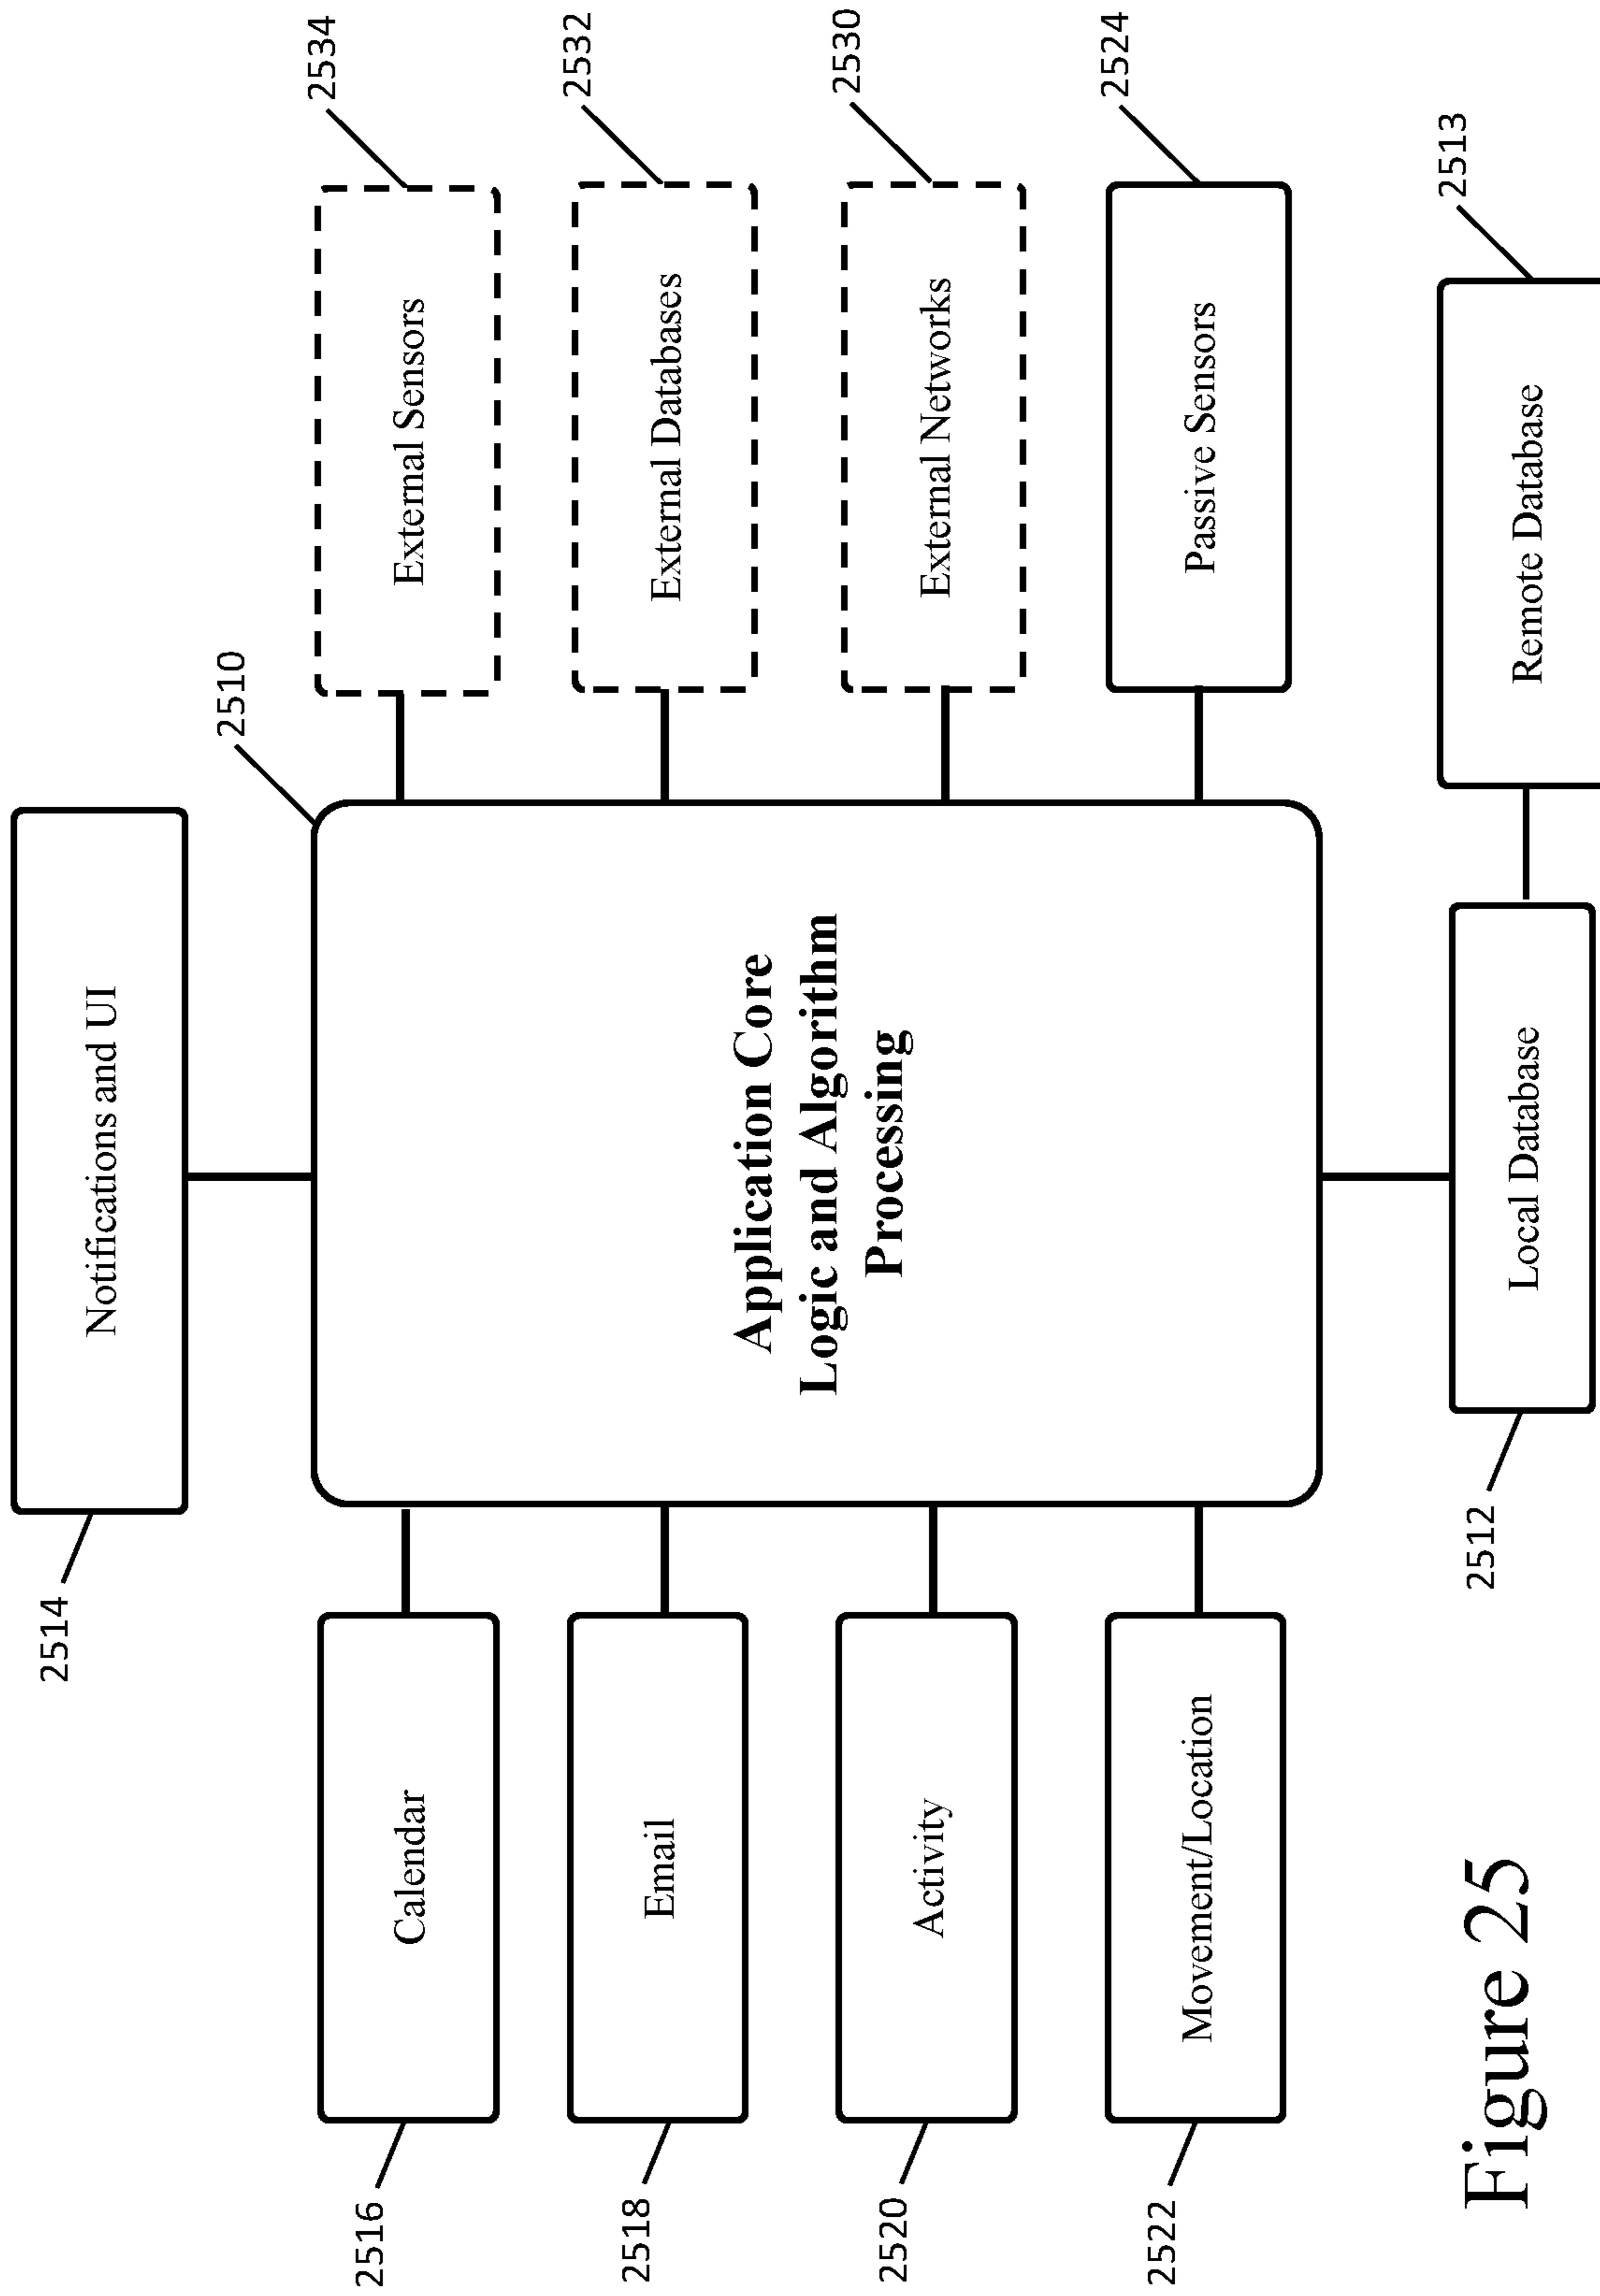 2514
Notifications and UI
2510
2516
Calendar
2518
Email
2520
Activity
2522
Movement/Location
Application Core
Logic and Algorithm
Processing
External Sensors
2534
External Databases
2532
External Networks
2530
Passive Sensors
2524
2512
Local Database
Remote Database
2513
Figure 25